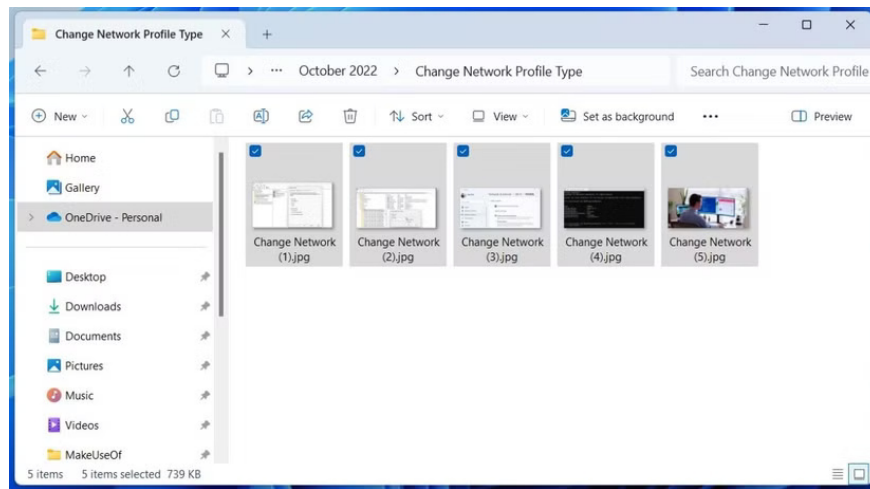 Change Network Profile Type
October 2022 > Change Network Profile Type
Search Change Network Profile
New
Sort
View
Set as background
Preview
Home
Gallery
OneDrive - Personal
Desktop
Downloads
Documents
Pictures
Music
Videos
MakeUseOf
Change Network
(1).jpg
Change Network
(2).jpg
Change Network
(3).jpg
Change Network
(4).jpg
Change Network
(5).jpg
5 items 5 items selected 739 KB